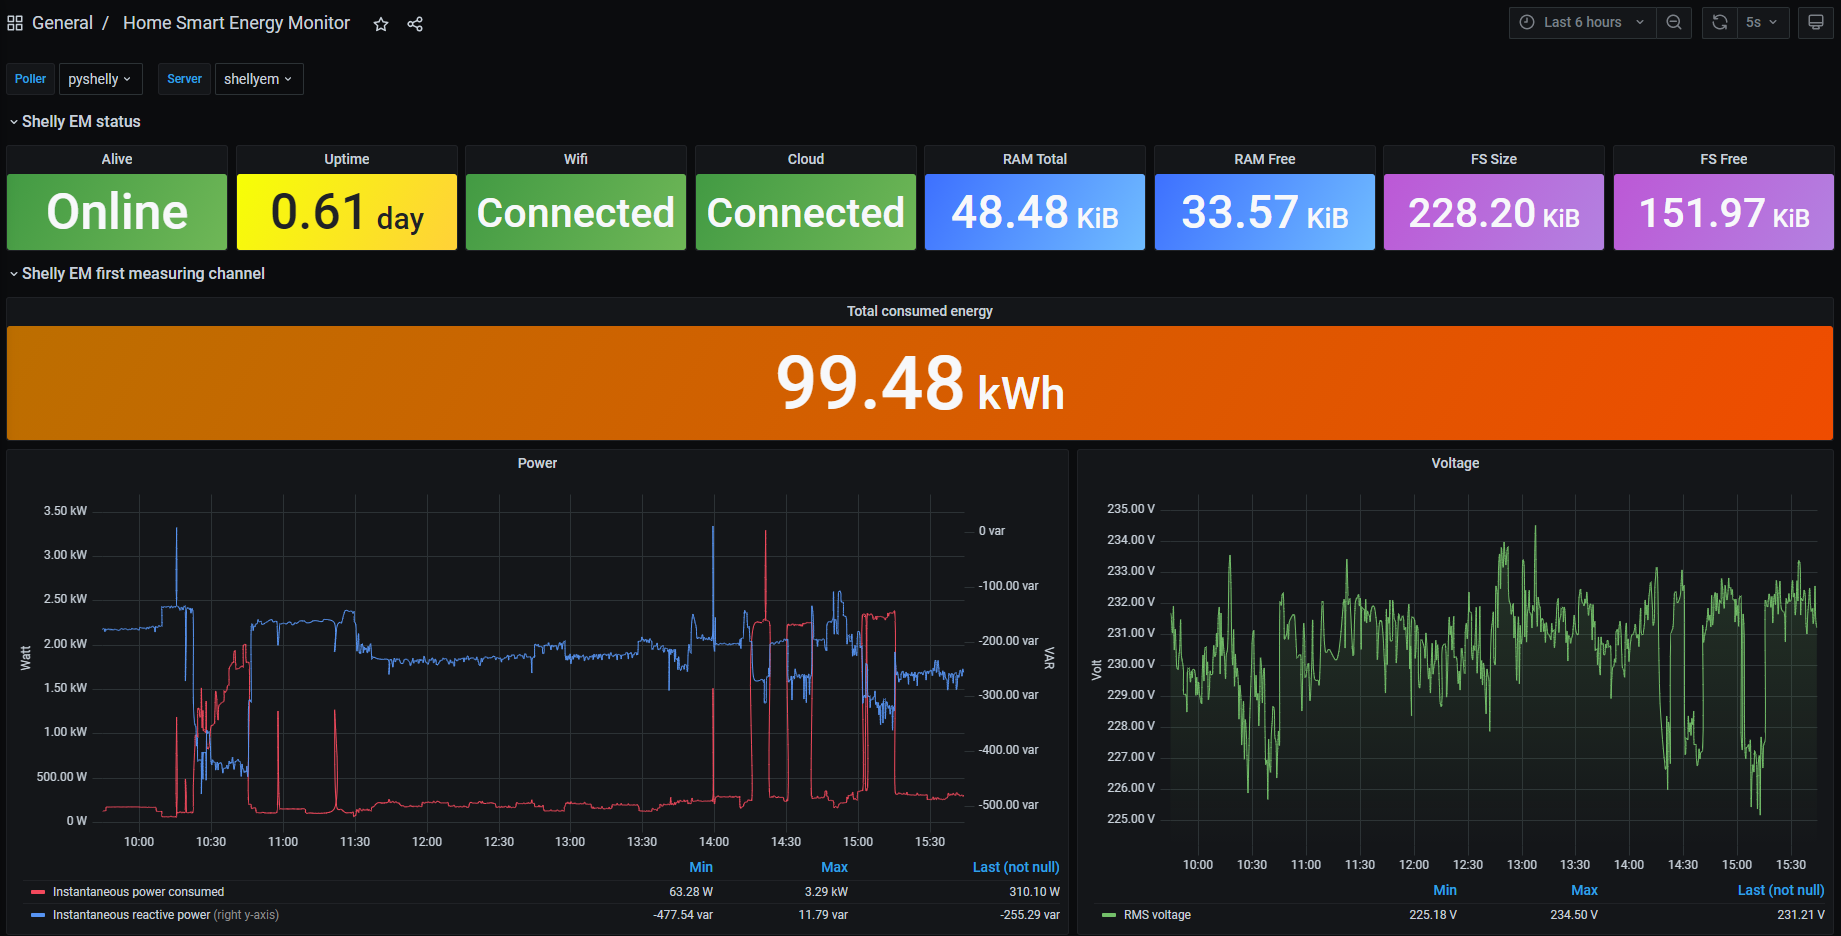 General / Home Smart Energy Monitor
Last 6 hours
5s
Poller pyshelly Server shellyem
Shelly EM status
Alive Uptime Wifi Cloud RAM Total RAM Free FS Size FS Free
Online 0.61 day Connected Connected 48.48 KiB 33.57 KiB 228.20 KiB 151.97 KiB
Shelly EM first measuring channel
Total consumed energy
99.48 kWh
Power
3.50 kW
3.00 kW
2.50 kW
2.00 kW
1.50 kW
1.00 kW
500.00 W
0 W
Watt
0 var
-100.00 var
-200.00 var
-300.00 var
-400.00 var
-500.00 var
VAR
10:00 10:30 11:00 11:30 12:00 12:30 13:00 13:30 14:00 14:30 15:00 15:30
Min Max Last (not null)
Instantaneous power consumed 63.28 W 3.29 kW 310.10 W
Instantaneous reactive power (right y-axis) -477.54 var 11.79 var -255.29 var
Voltage
235.00 V
234.00 V
233.00 V
232.00 V
231.00 V
230.00 V
229.00 V
228.00 V
227.00 V
226.00 V
225.00 V
Volt
10:00 10:30 11:00 11:30 12:00 12:30 13:00 13:30 14:00 14:30 15:00 15:30
Min Max Last (not null)
RMS voltage 225.18 V 234.50 V 231.21 V